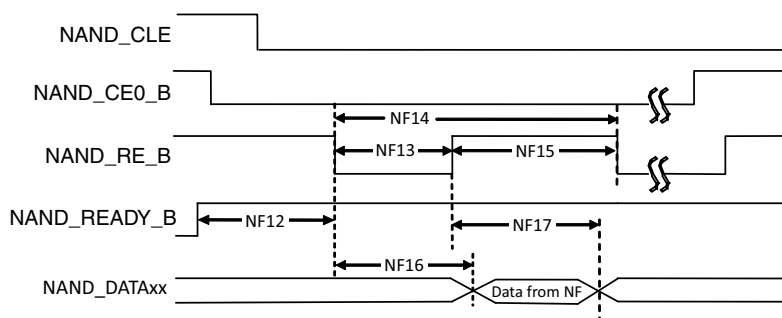 NAND_CLE
NAND_CE0_B
NF14
NAND_RE_B
NF13
NF15
NAND_READY_B
NF12
NF17
NF16
NAND_DATAxx
Data from NF